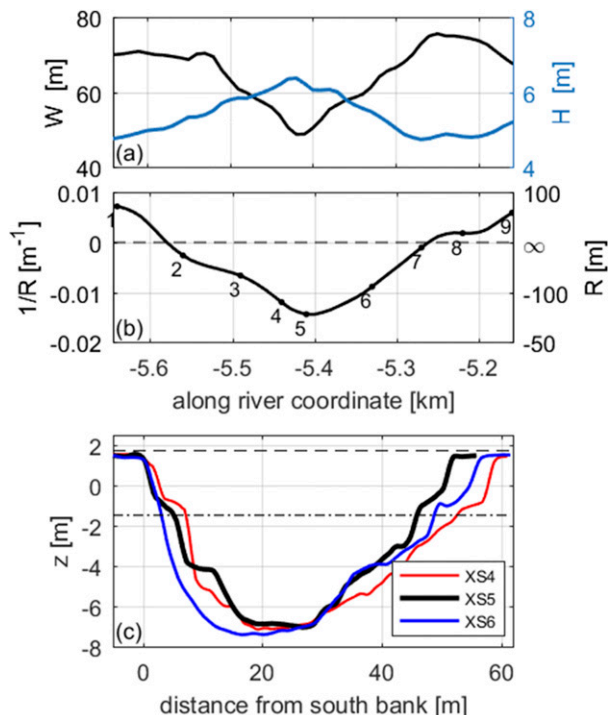 80
60
40
W [m]
8
6
4
H [m]
(a)
0.01
0
-0.01
-0.02
1/R [m⁻¹]
100
∞
-100
-50
R [m]
1
2
3
4
5
6
7
8
9
(b)
-5.6 -5.5 -5.4 -5.3 -5.2
along river coordinate [km]
2
0
-2
-4
-6
-8
z [m]
XS4
XS5
XS6
(c)
0 20 40 60
distance from south bank [m]